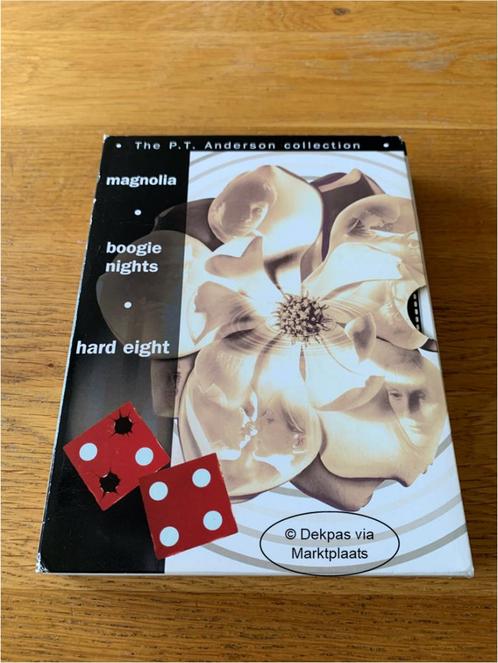 The P.T. Anderson collection
magnolia
boogie
nights
hard eight
© Dekpas via
Marktplaats